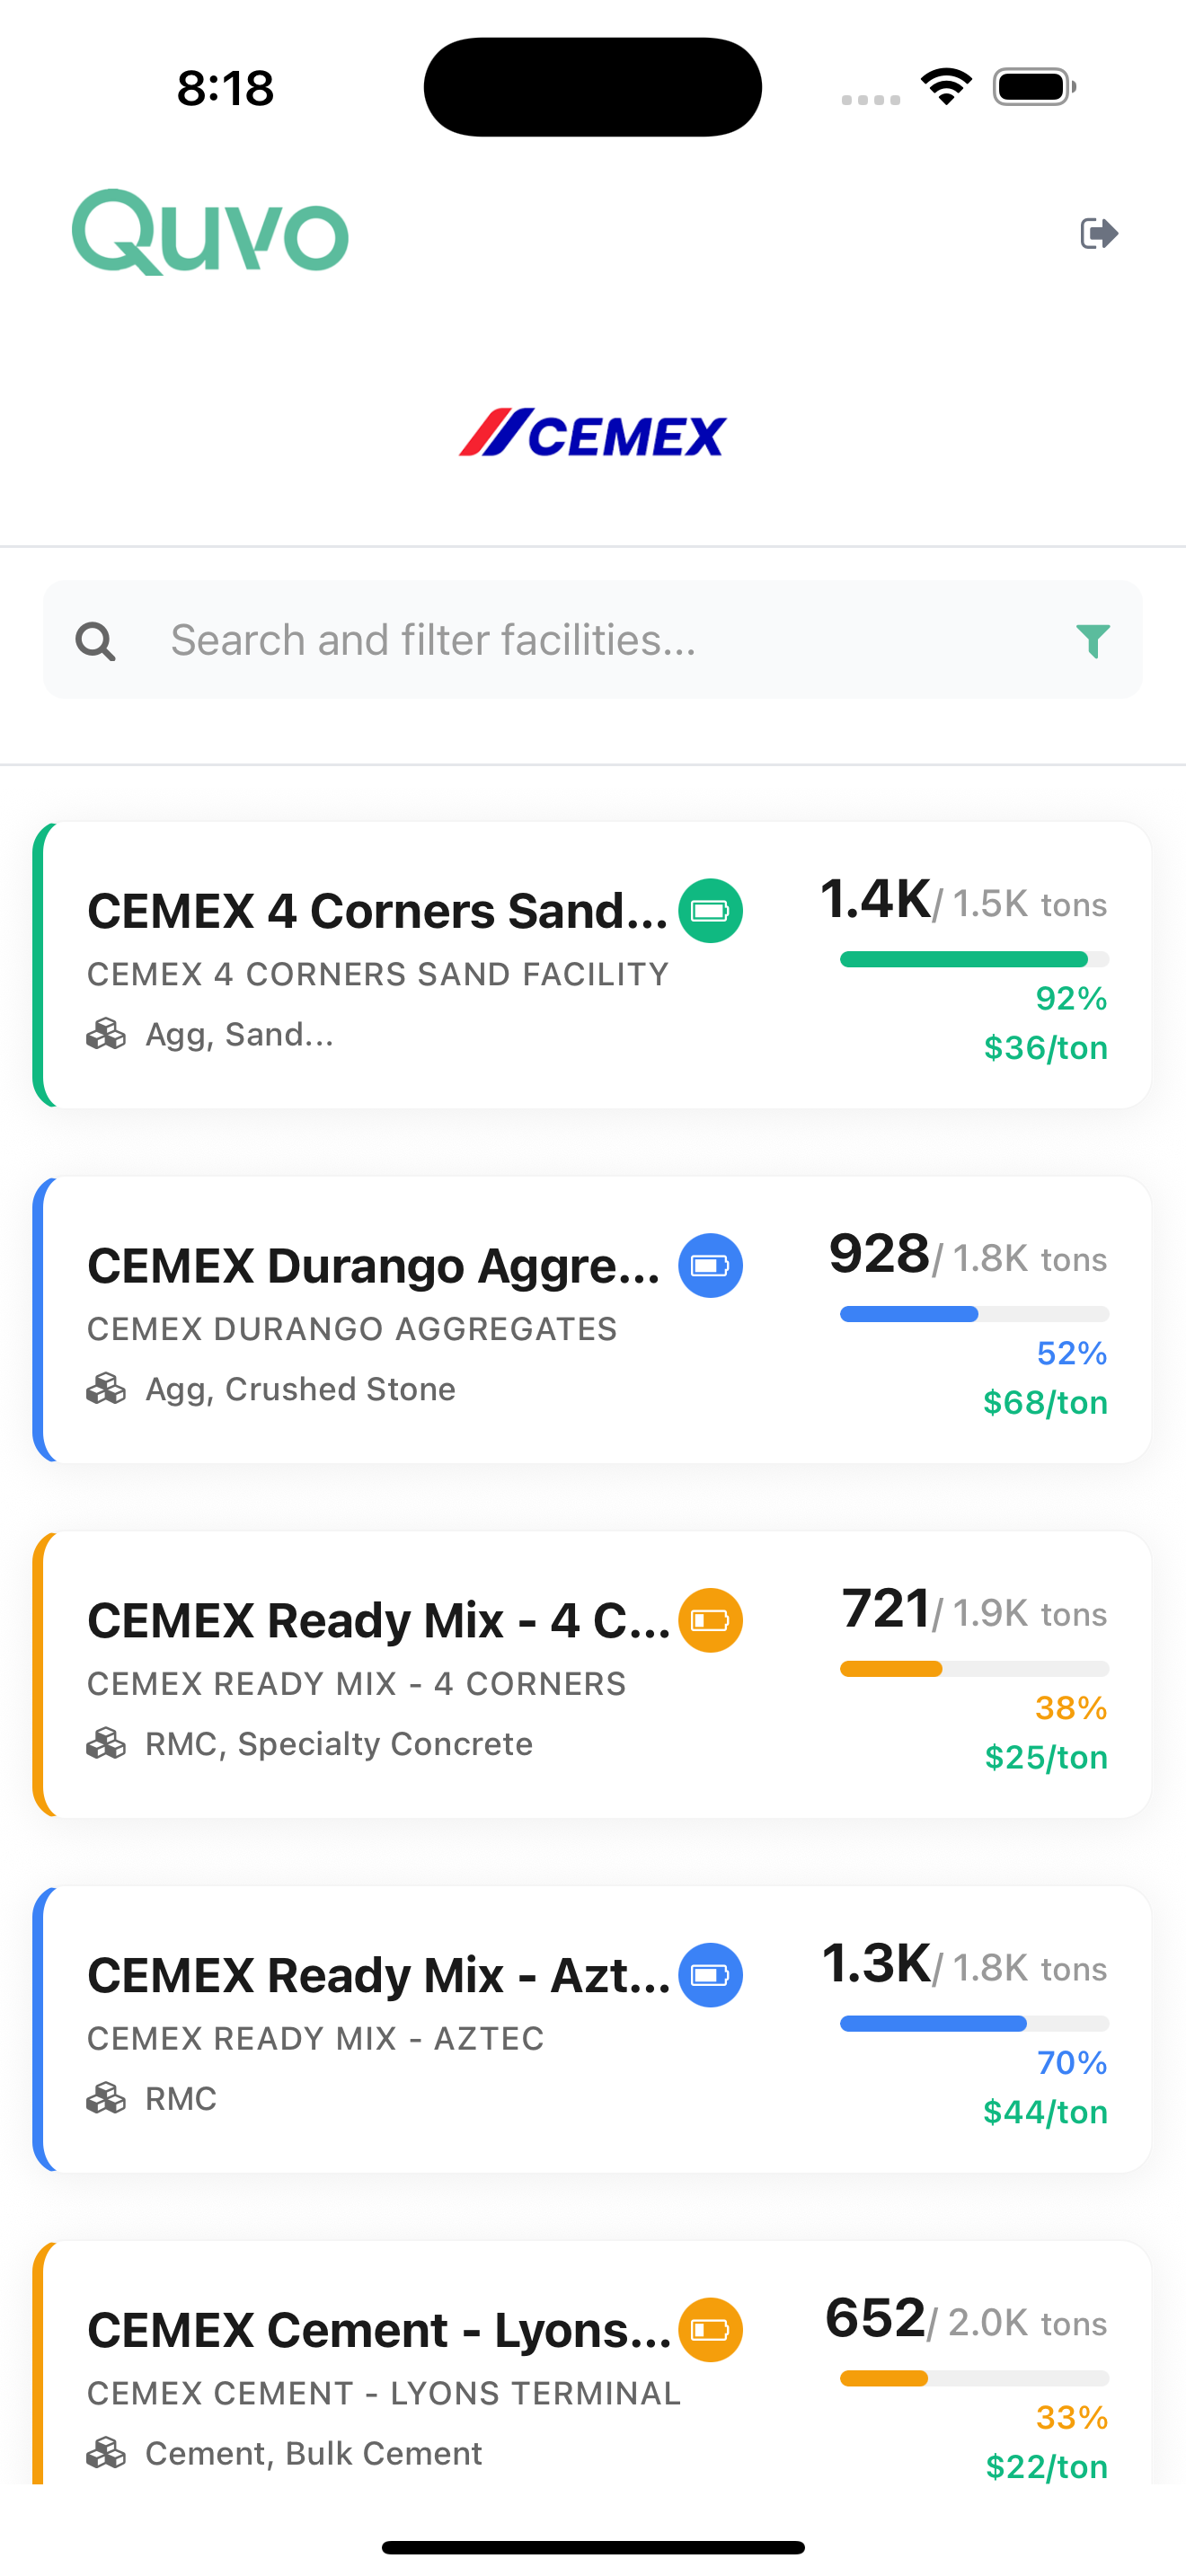 8:18
Quvo
CEMEX
Search and filter facilities...
CEMEX 4 Corners Sand...
1.4K/ 1.5K tons
CEMEX 4 CORNERS SAND FACILITY
92%
Agg, Sand...
$36/ton
CEMEX Durango Aggre...
928/ 1.8K tons
CEMEX DURANGO AGGREGATES
52%
Agg, Crushed Stone
$68/ton
CEMEX Ready Mix - 4 C...
721/ 1.9K tons
CEMEX READY MIX - 4 CORNERS
38%
RMC, Specialty Concrete
$25/ton
CEMEX Ready Mix - Azt...
1.3K/ 1.8K tons
CEMEX READY MIX - AZTEC
70%
RMC
$44/ton
CEMEX Cement - Lyons...
652/ 2.0K tons
CEMEX CEMENT - LYONS TERMINAL
33%
Cement, Bulk Cement
$22/ton